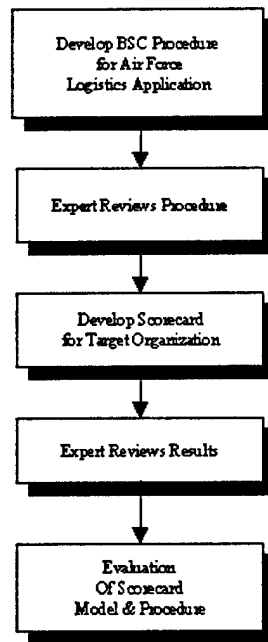 Develop BSC Procedure
for Air Force
Logistics Application
Expert Reviews Procedure
Develop Scorecard
for Target Organization
Expert Reviews Results
Evaluation
Of Scorecard
Model & Procedure